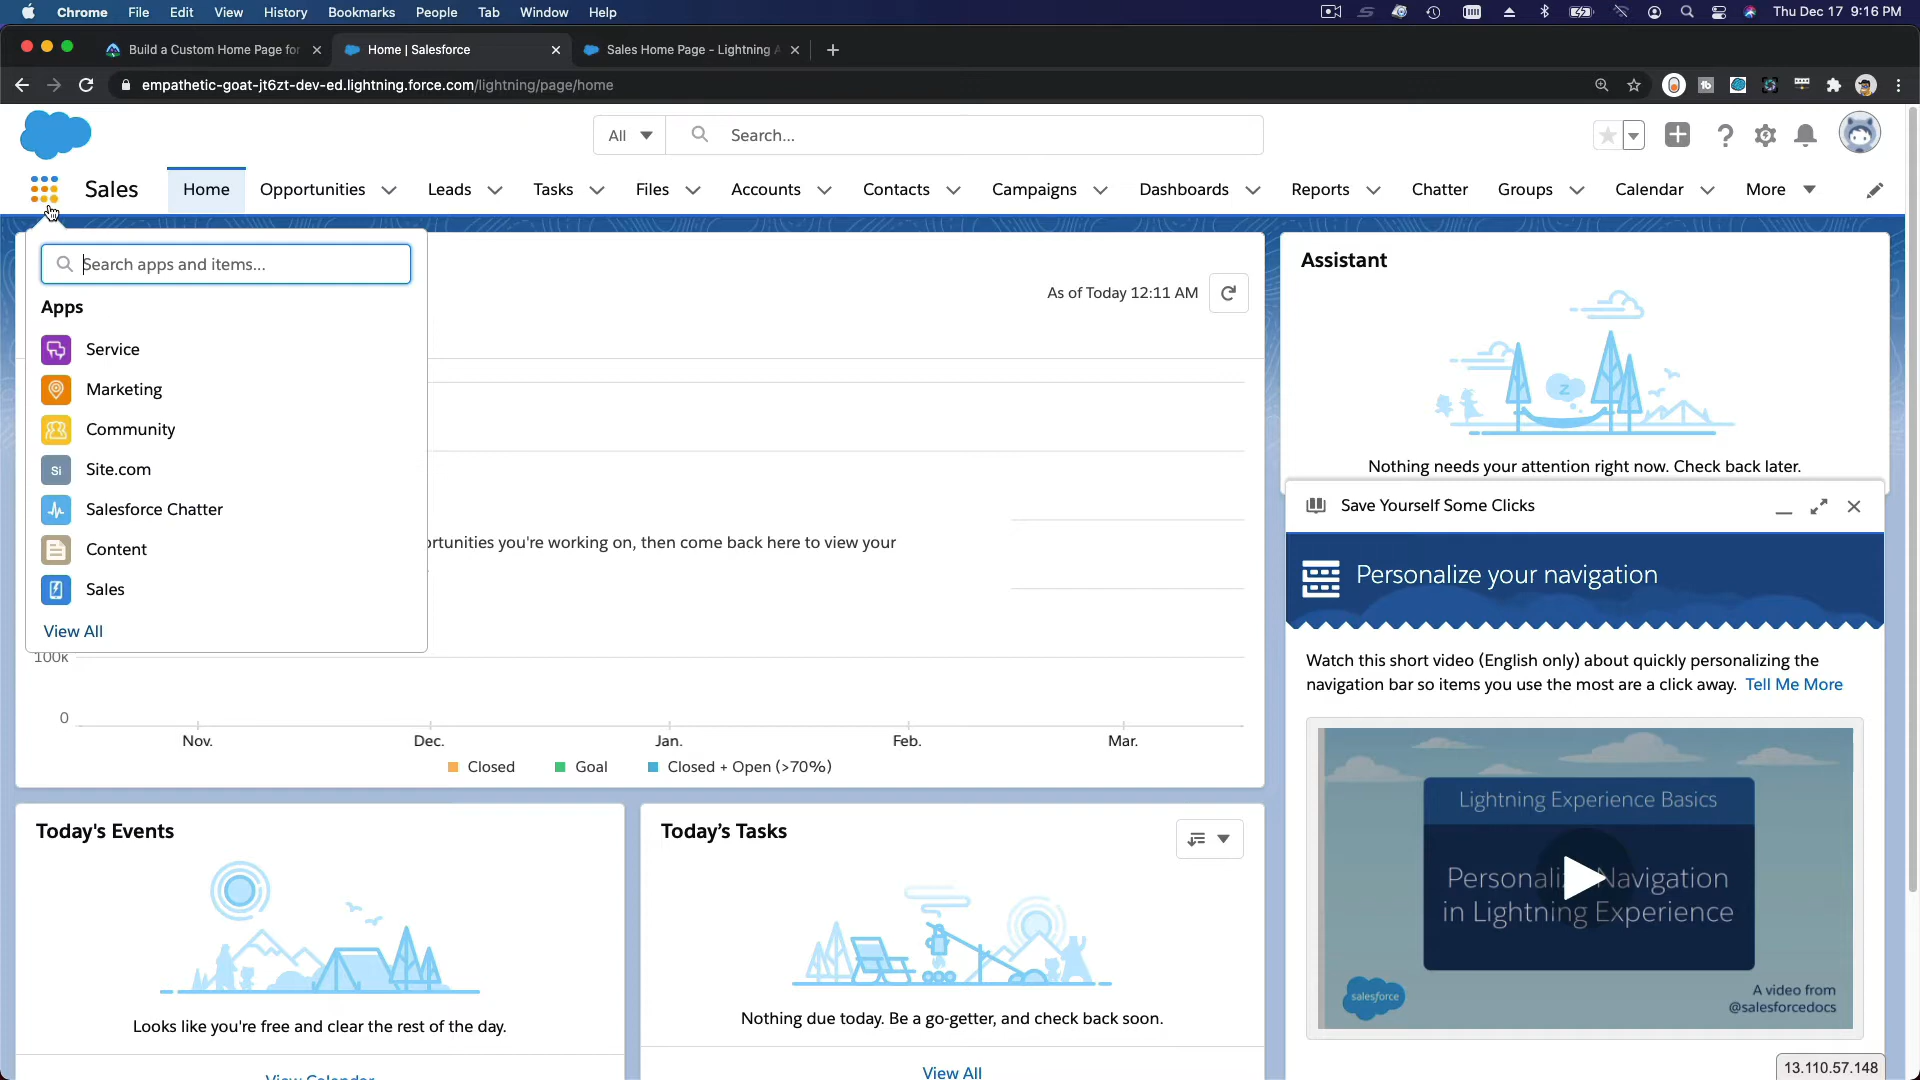 Chrome File Edit View History Bookmarks People Tab Window Help Thu Dec 17 9:16 PM
Build a Custom Home Page for Home | Salesforce Sales Home Page - Lightning A
empathetic-goat-jt6zt-dev-ed.lightning.force.com/lightning/page/home
All Search...
Sales Home Opportunities Leads Tasks Files Accounts Contacts Campaigns Dashboards Reports Chatter Groups Calendar More
Search apps and items...
Apps
Service
Marketing
Community
Si Site.com
Salesforce Chatter
Content
Sales
View All
As of Today 12:11 AM
ortunities you're working on, then come back here to view your
100k
0
Nov. Dec. Jan. Feb. Mar.
Closed Goal Closed + Open (>70%)
Today's Events
Looks like you're free and clear the rest of the day.
View Calendar
Today's Tasks
Nothing due today. Be a go-getter, and check back soon.
View All
Assistant
Z
Nothing needs your attention right now. Check back later.
Save Yourself Some Clicks
Personalize your navigation
Watch this short video (English only) about quickly personalizing the
navigation bar so items you use the most are a click away. Tell Me More
Lightning Experience Basics
Personali Navigation
in Lightning Experience
salesforce
A video from
@salesforcedocs
13.110.57.148